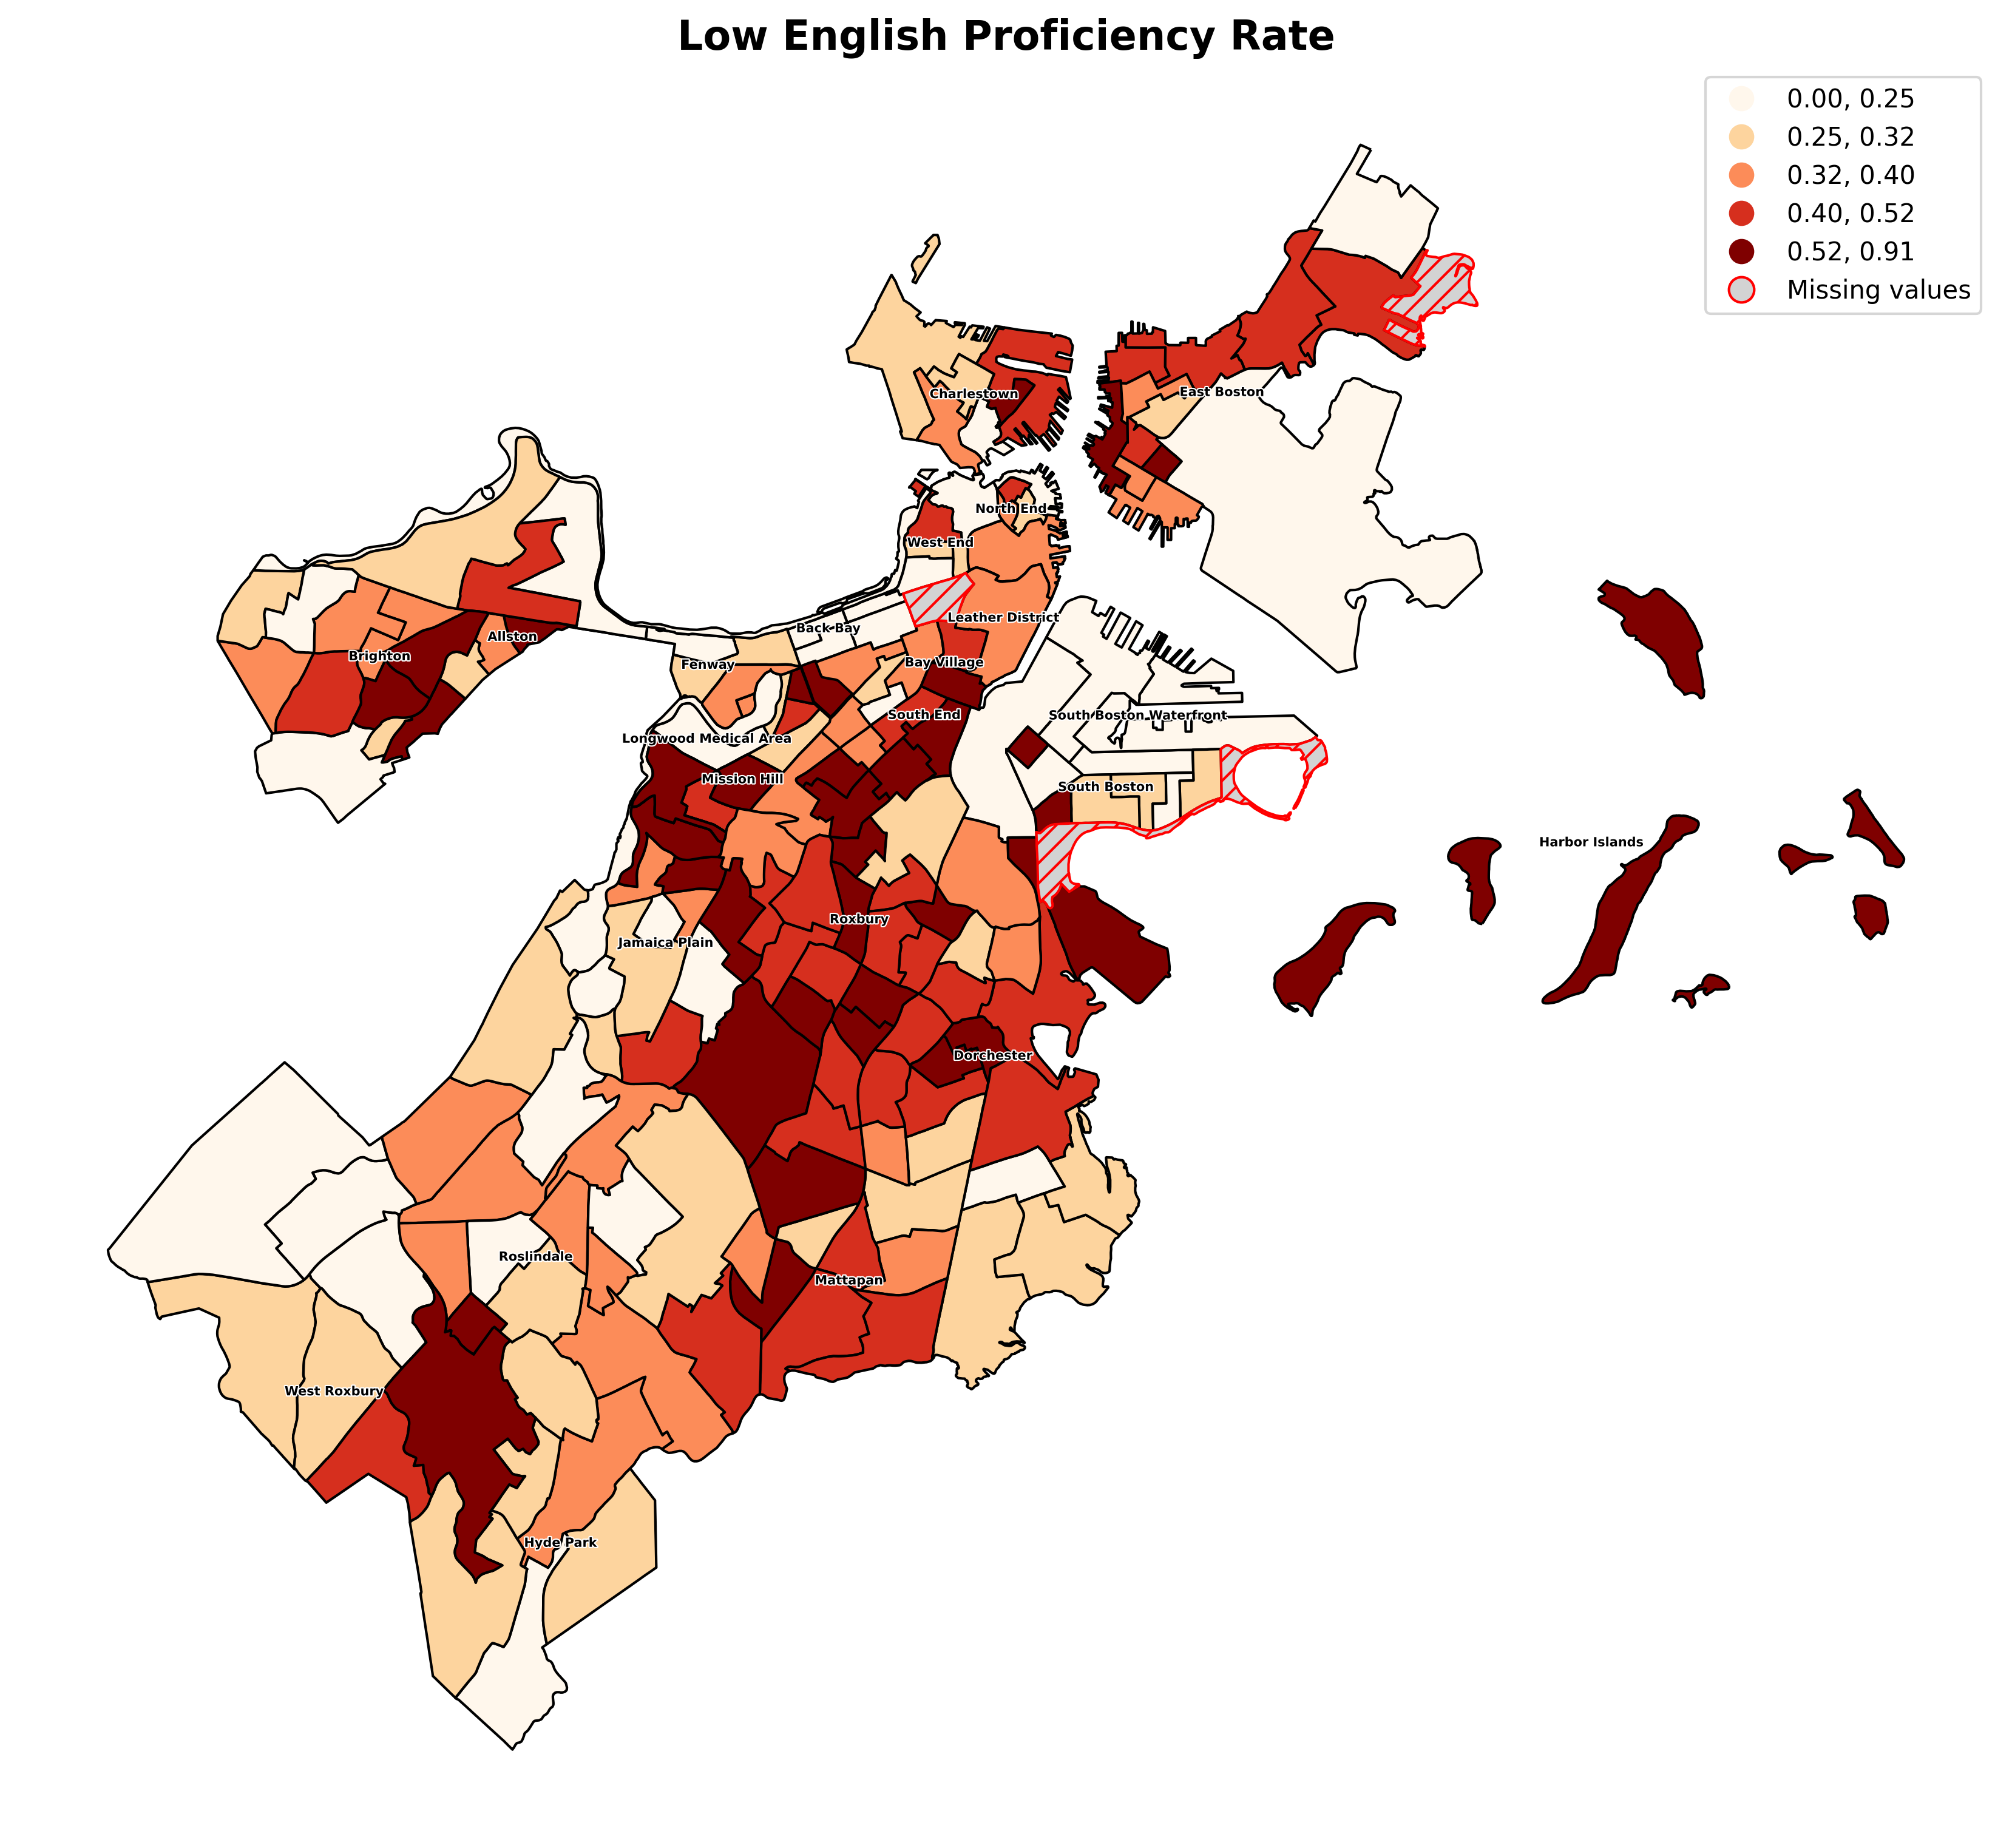 Low English Proficiency Rate
0.00, 0.25
0.25, 0.32
0.32, 0.40
0.40, 0.52
0.52, 0.91
Missing values
Charlestown
East Boston
North End
West End
Leather District
Back Bay
Allston
Brighton
Fenway
Bay Village
South End
South Boston Waterfront
Longwood Medical Area
Mission Hill
South Boston
Harbor Islands
Roxbury
Jamaica Plain
Dorchester
Roslindale
Mattapan
West Roxbury
Hyde Park